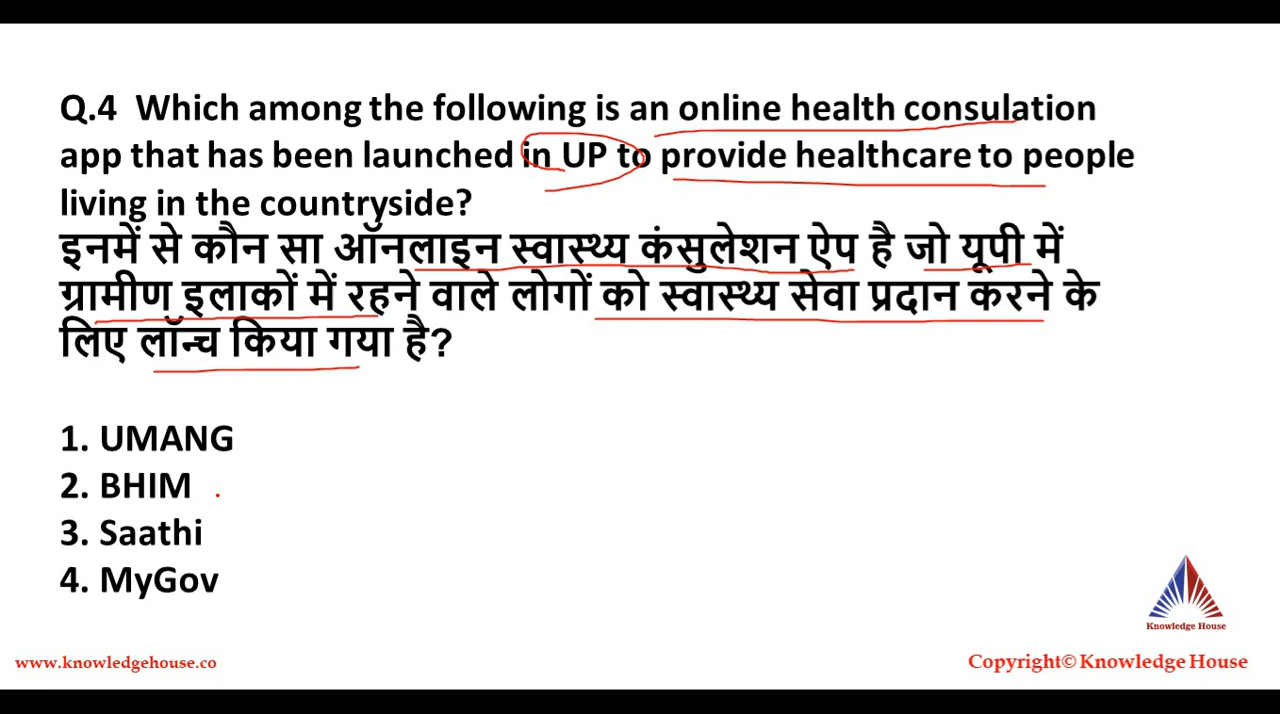 Q.4 Which among the following is an online health consulation
app that has been launched in UP to provide healthcare to people
living in the countryside?
इनमें से कौन सा ऑनलाइन स्वास्थ्य कंसुलेशन ऐप है जो यूपी में
ग्रामीण इलाकों में रहने वाले लोगों को स्वास्थ्य सेवा प्रदान करने के
लिए लॉन्च किया गया है?
1. UMANG
2. BHIM
3. Saathi
4. MyGov
Knowledge House
www.knowledgehouse.co
Copyright© Knowledge House